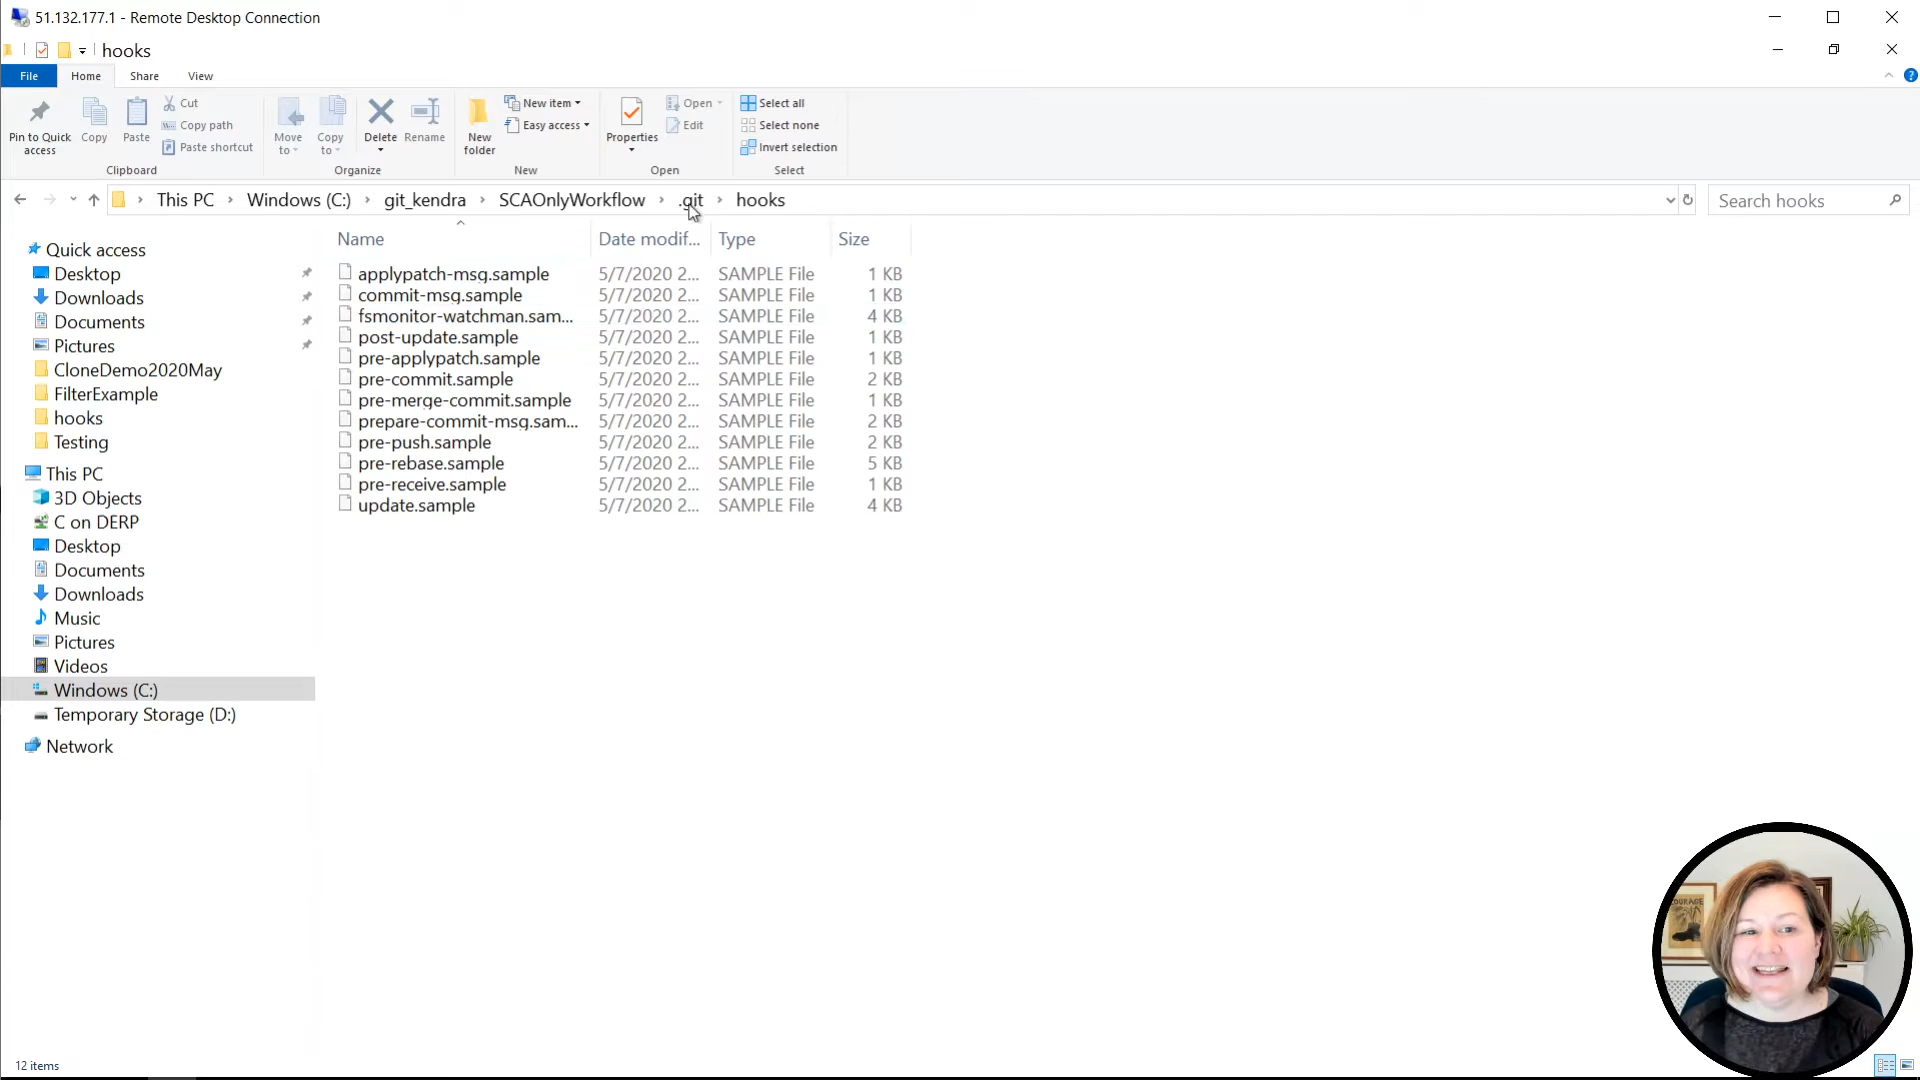 51.132.177.1 - Remote Desktop Connection
hooks
File Home Share View
Pin to Quick access
Copy
Paste
Cut
Copy path
Paste shortcut
Clipboard
Move to
Copy to
Delete
Rename
Organize
New folder
New item
Easy access
New
Properties
Open
Edit
Open
Select all
Select none
Invert selection
Select
This PC > Windows (C:) > git_kendra > SCAOnlyWorkflow > .git > hooks
Search hooks
Name Date modif... Type Size
applypatch-msg.sample 5/7/2020 2... SAMPLE File 1 KB
commit-msg.sample 5/7/2020 2... SAMPLE File 1 KB
fsmonitor-watchman.sam... 5/7/2020 2... SAMPLE File 4 KB
post-update.sample 5/7/2020 2... SAMPLE File 1 KB
pre-applypatch.sample 5/7/2020 2... SAMPLE File 1 KB
pre-commit.sample 5/7/2020 2... SAMPLE File 2 KB
pre-merge-commit.sample 5/7/2020 2... SAMPLE File 1 KB
prepare-commit-msg.sam... 5/7/2020 2... SAMPLE File 2 KB
pre-push.sample 5/7/2020 2... SAMPLE File 2 KB
pre-rebase.sample 5/7/2020 2... SAMPLE File 5 KB
pre-receive.sample 5/7/2020 2... SAMPLE File 1 KB
update.sample 5/7/2020 2... SAMPLE File 4 KB
Quick access
Desktop
Downloads
Documents
Pictures
CloneDemo2020May
FilterExample
hooks
Testing
This PC
3D Objects
C on DERP
Desktop
Documents
Downloads
Music
Pictures
Videos
Windows (C:)
Temporary Storage (D:)
Network
12 items